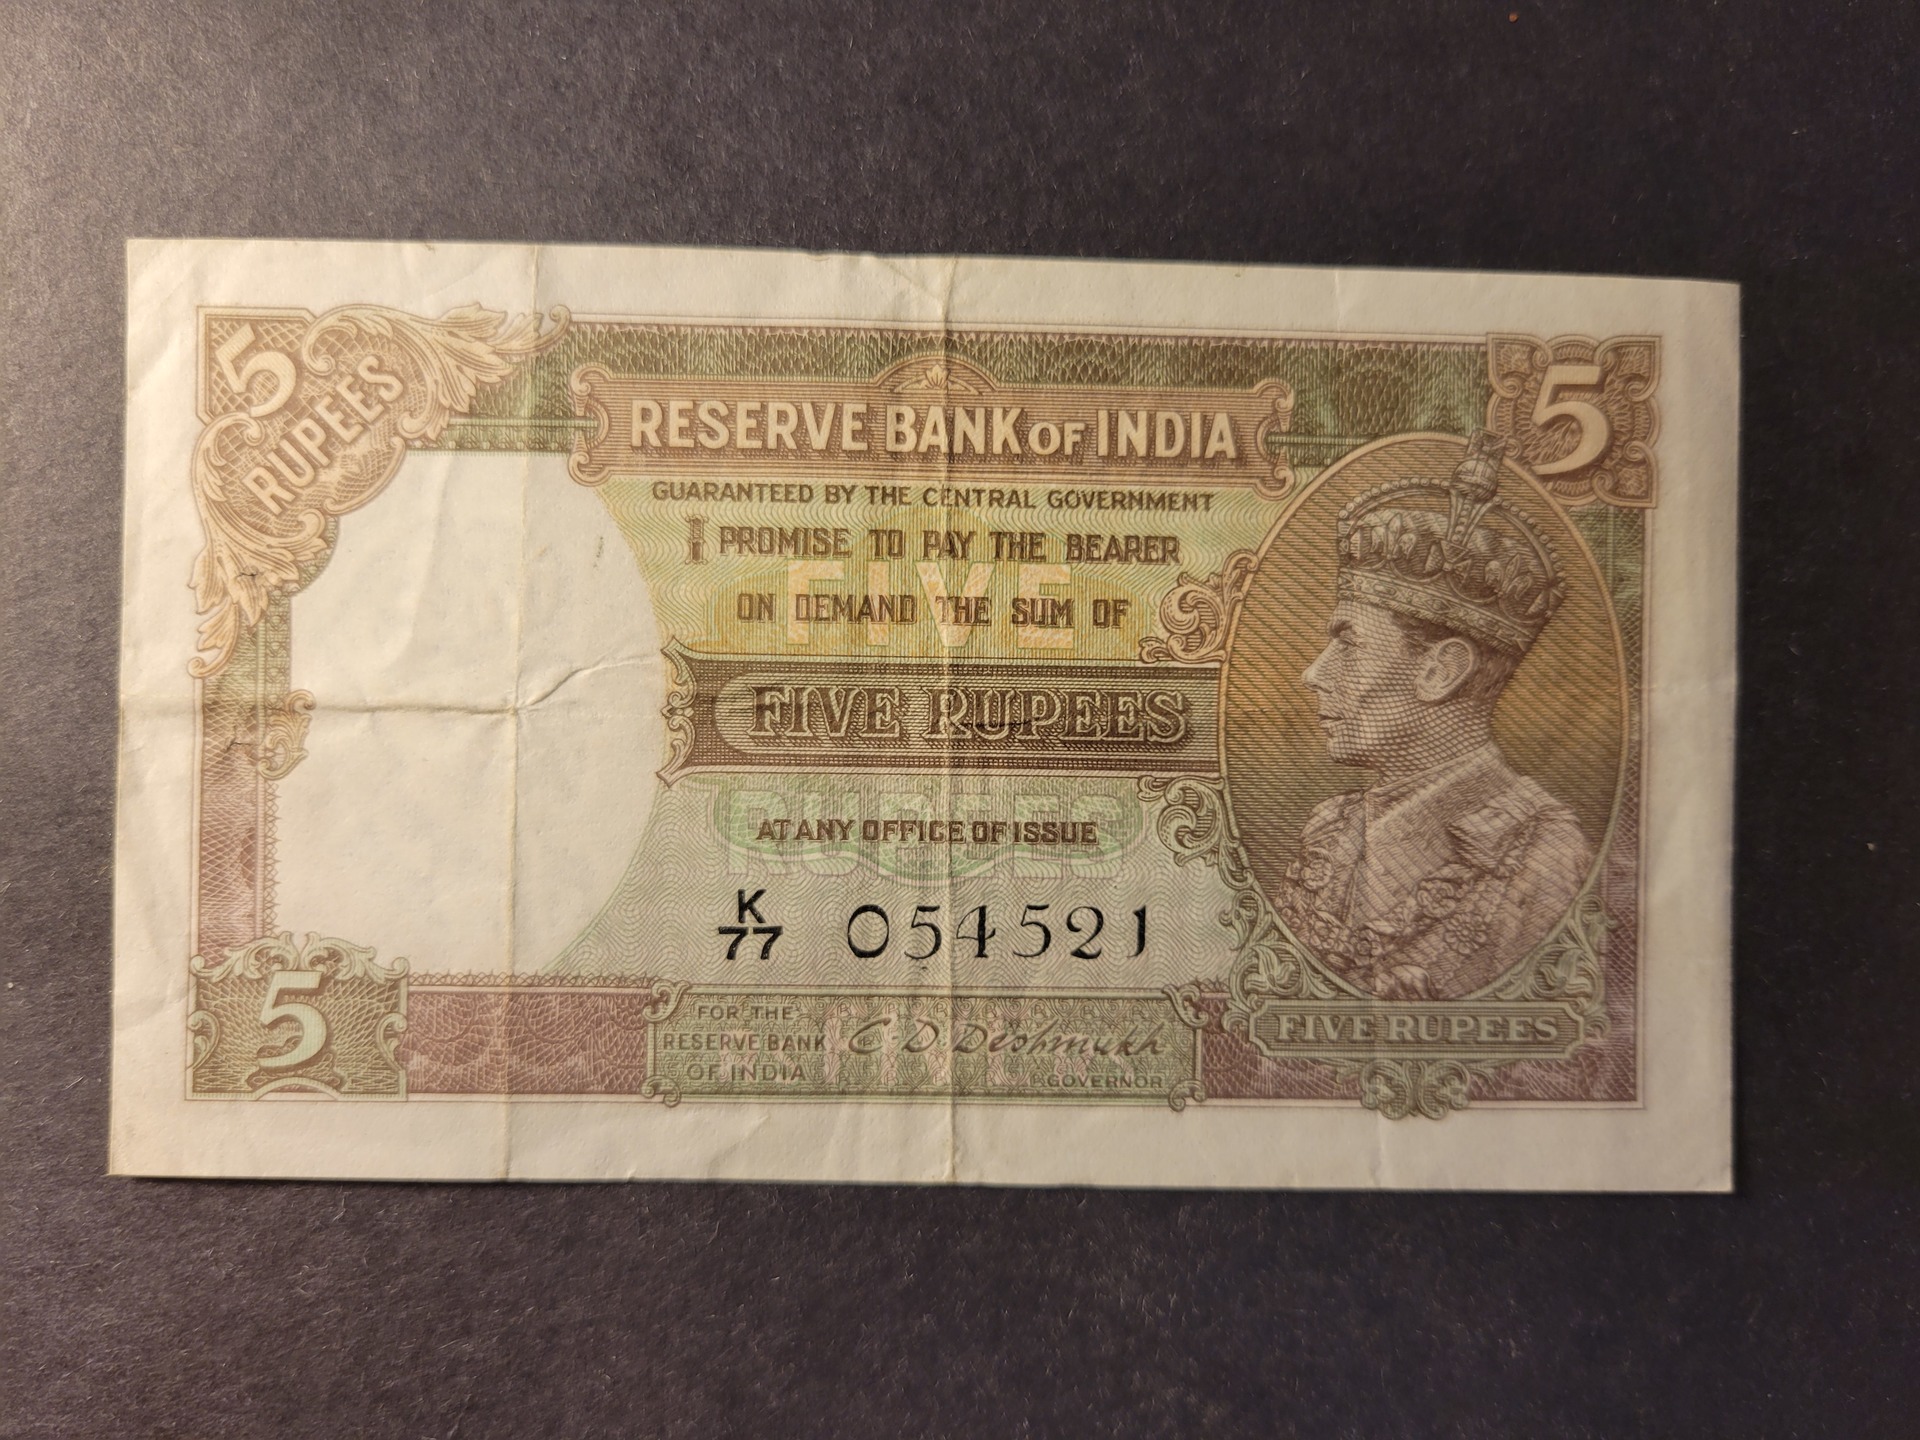 5
RUPEES
5
RESERVE BANK OF INDIA
GUARANTEED BY THE CENTRAL GOVERNMENT
I PROMISE TO PAY THE BEARER
FIVE
ON DEMAND THE SUM OF
FIVE RUPEES
RUPEES
AT ANY OFFICE OF ISSUE
K/77 054521
5
FOR THE
RESERVE BANK
OF INDIA
C. D. Deshmukh
GOVERNOR
FIVE RUPEES